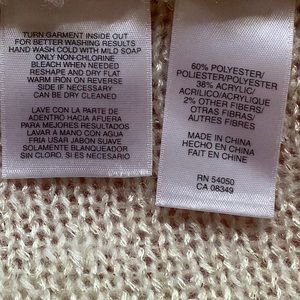 TURN GARMENT INSIDE OUT
FOR BETTER WASHING RESULTS
HAND WASH COLD WITH MILD SOAP
ONLY NON-CHLORINE
BLEACH WHEN NEEDED
RESHAPE AND DRY FLAT
WARM IRON ON REVERSE
SIDE IF NECESSARY
CAN BE DRY CLEANED
LAVE CON LA PARTE DE
ADENTRO HACIA AFUERA
PARA MEJORES RESULTADOS
LAVAR A MANO CON AGUA
FRIA USAR JABON SUAVE
SOLAMENTE BLANQUEADOR
SIN CLORO, SI ES NECESARIO
60% POLYESTER/
POLIESTER/POLYESTER
38% ACRYLIC/
ACRILICO/ACRYLIQUE
2% OTHER FIBERS/
OTRAS FIBRAS/
AUTRES FIBRES
MADE IN CHINA
HECHO EN CHINA
FAIT EN CHINE
RN 54050
CA 08349